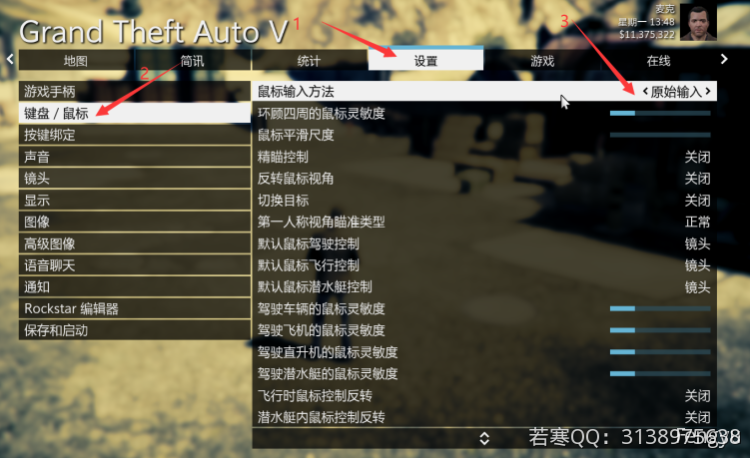 Grand Theft Auto V
1
3
麦克
星期一 13:48
$11,375,322
地图 简讯 统计 设置 游戏 在线
2
游戏手柄
键盘 / 鼠标
按键绑定
声音
镜头
显示
图像
高级图像
语音聊天
通知
Rockstar 编辑器
保存和启动
鼠标输入方法 原始输入
环顾四周的鼠标灵敏度
鼠标平滑尺度
精瞄控制 关闭
反转鼠标视角 关闭
切换目标 关闭
第一人称视角瞄准类型 正常
默认鼠标驾驶控制 镜头
默认鼠标飞行控制 镜头
默认鼠标潜水艇控制 镜头
驾驶车辆的鼠标灵敏度
驾驶飞机的鼠标灵敏度
驾驶直升机的鼠标灵敏度
驾驶潜水艇的鼠标灵敏度
飞行时鼠标控制反转 关闭
潜水艇内鼠标控制反转 关闭
若寒QQ：3138975638